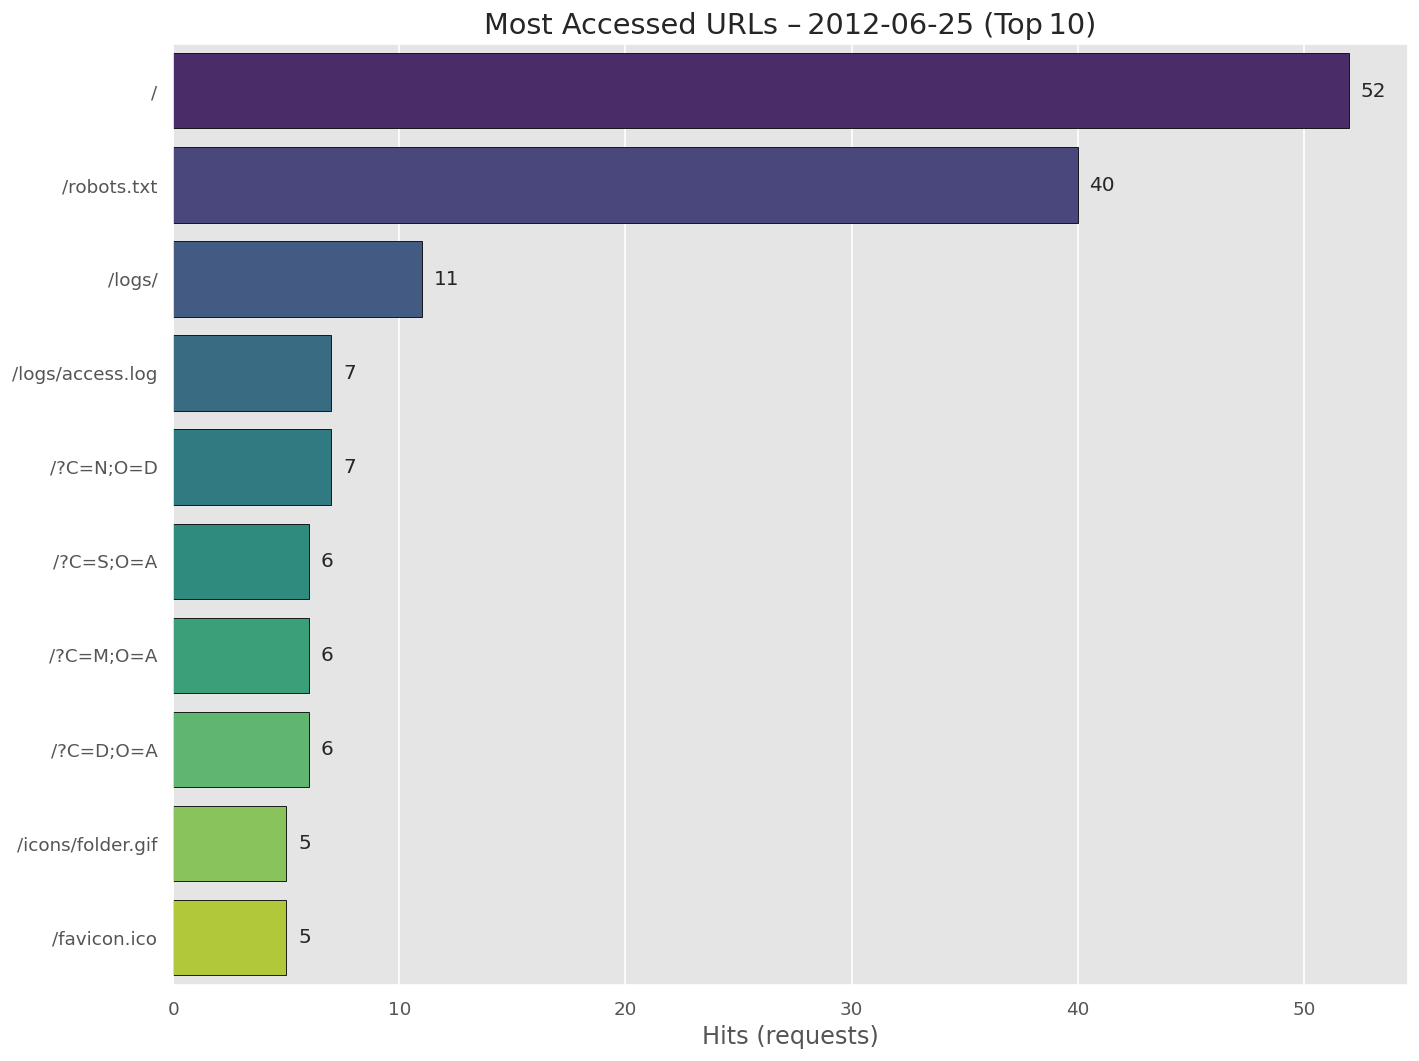 Most Accessed URLs – 2012-06-25 (Top 10)
/ 52
/robots.txt 40
/logs/ 11
/logs/access.log 7
/?C=N;O=D 7
/?C=S;O=A 6
/?C=M;O=A 6
/?C=D;O=A 6
/icons/folder.gif 5
/favicon.ico 5
0 10 20 30 40 50
Hits (requests)